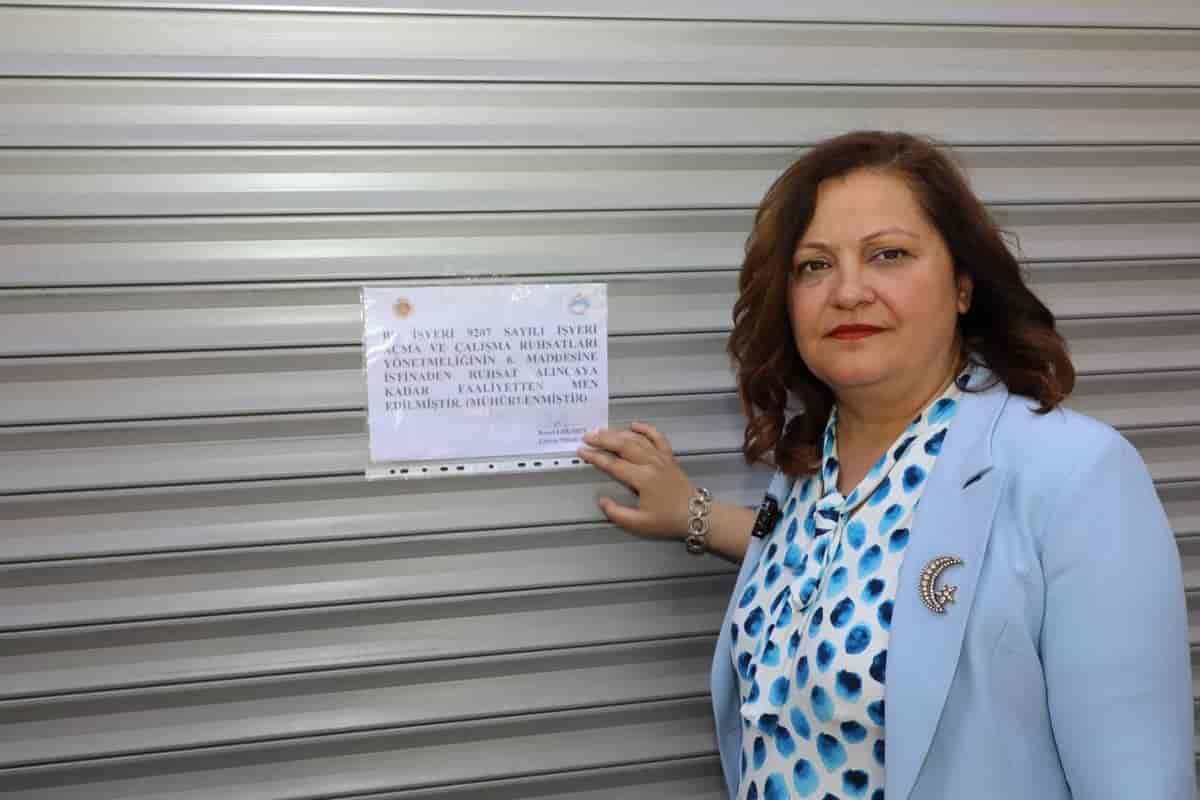 BU İŞYERİ 9207 SAYILI İŞYERİ
AÇMA VE ÇALIŞMA RUHSATLARI
YÖNETMELİĞİNİN 6. MADDESİNE
İSTİNADEN RUHSAT ALINCAYA
KADAR FAALİYETTEN MEN
EDİLMİŞTİR. (MÜHÜRLENMİŞTİR)